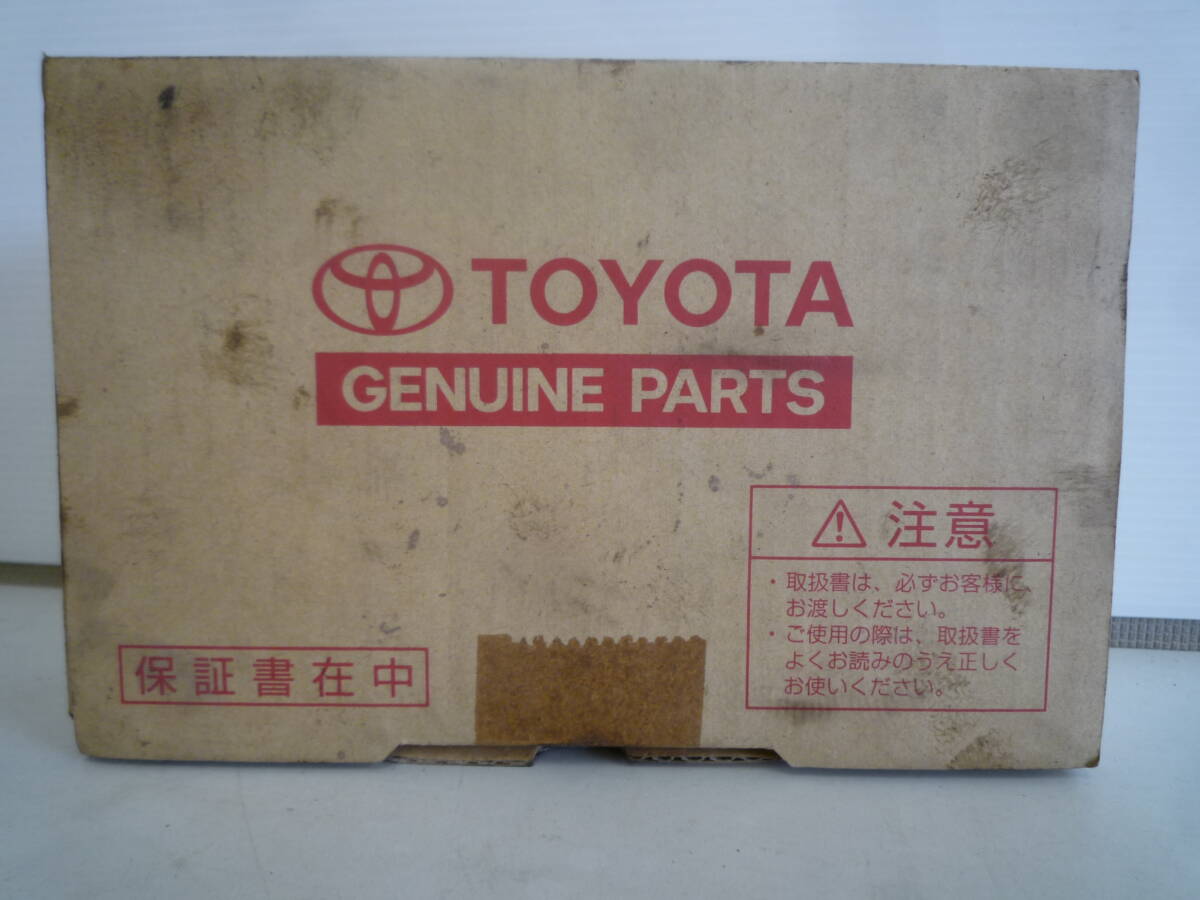 TOYOTA
GENUINE PARTS
注意
・取扱書は、必ずお客様に、
お渡しください。
・ご使用の際は、取扱書を
よくお読みのうえ正しく
お使いください。
保証書在中